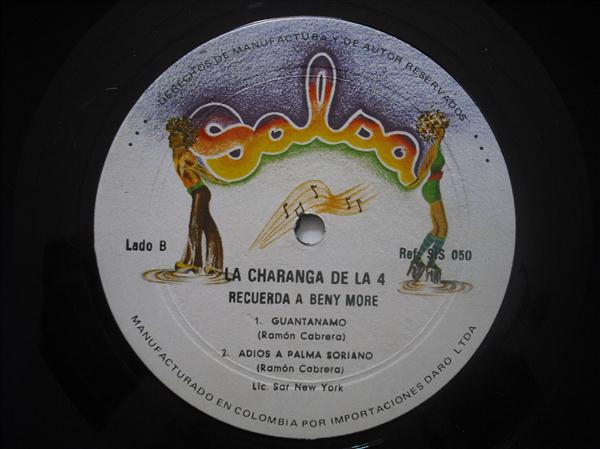 DERECHOS DE MANUFACTURA Y DE AUTOR RESERVADOS
Salsa
Lado B
Ref. SIS 050
LA CHARANGA DE LA 4
RECUERDA A BENY MORE
1. GUANTANAMO
(Ramón Cabrera)
2. ADIOS A PALMA SORIANO
(Ramón Cabrera)
Lic. Sar New York
MANUFACTURADO EN COLOMBIA POR IMPORTACIONES DARO LTDA